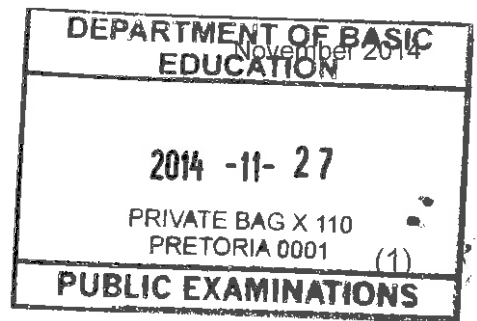 DEPARTMENT OF BASIC
November 2014
EDUCATION
2014 -11- 27
PRIVATE BAG X 110
PRETORIA 0001
(1)
PUBLIC EXAMINATIONS